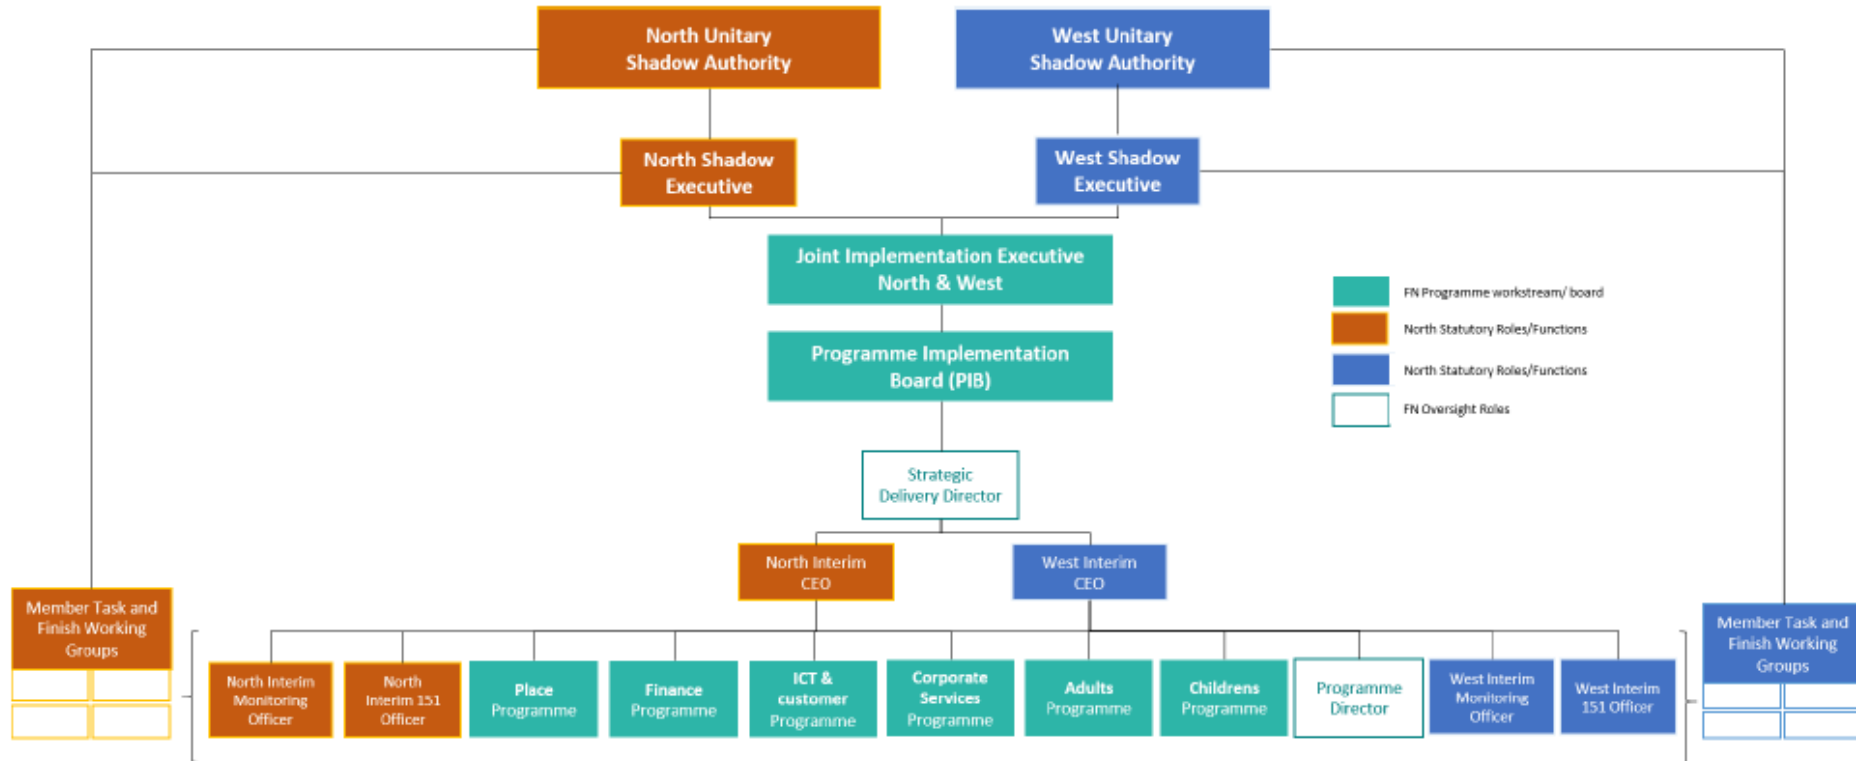 North Unitary
Shadow Authority
West Unitary
Shadow Authority
North Shadow
Executive
West Shadow
Executive
Joint Implementation Executive
North & West
Programme Implementation
Board (PIB)
FN Programme workstream/ board
North Statutory Roles/Functions
North Statutory Roles/Functions
FN Oversight Roles
Strategic
Delivery Director
North Interim
CEO
West Interim
CEO
Member Task and
Finish Working
Groups
North Interim
Monitoring
Officer
North
Interim 151
Officer
Place
Programme
Finance
Programme
ICT &
customer
Programme
Corporate
Services
Programme
Adults
Programme
Childrens
Programme
Programme
Director
West Interim
Monitoring
Officer
West Interim
151 Officer
Member Task and
Finish Working
Groups